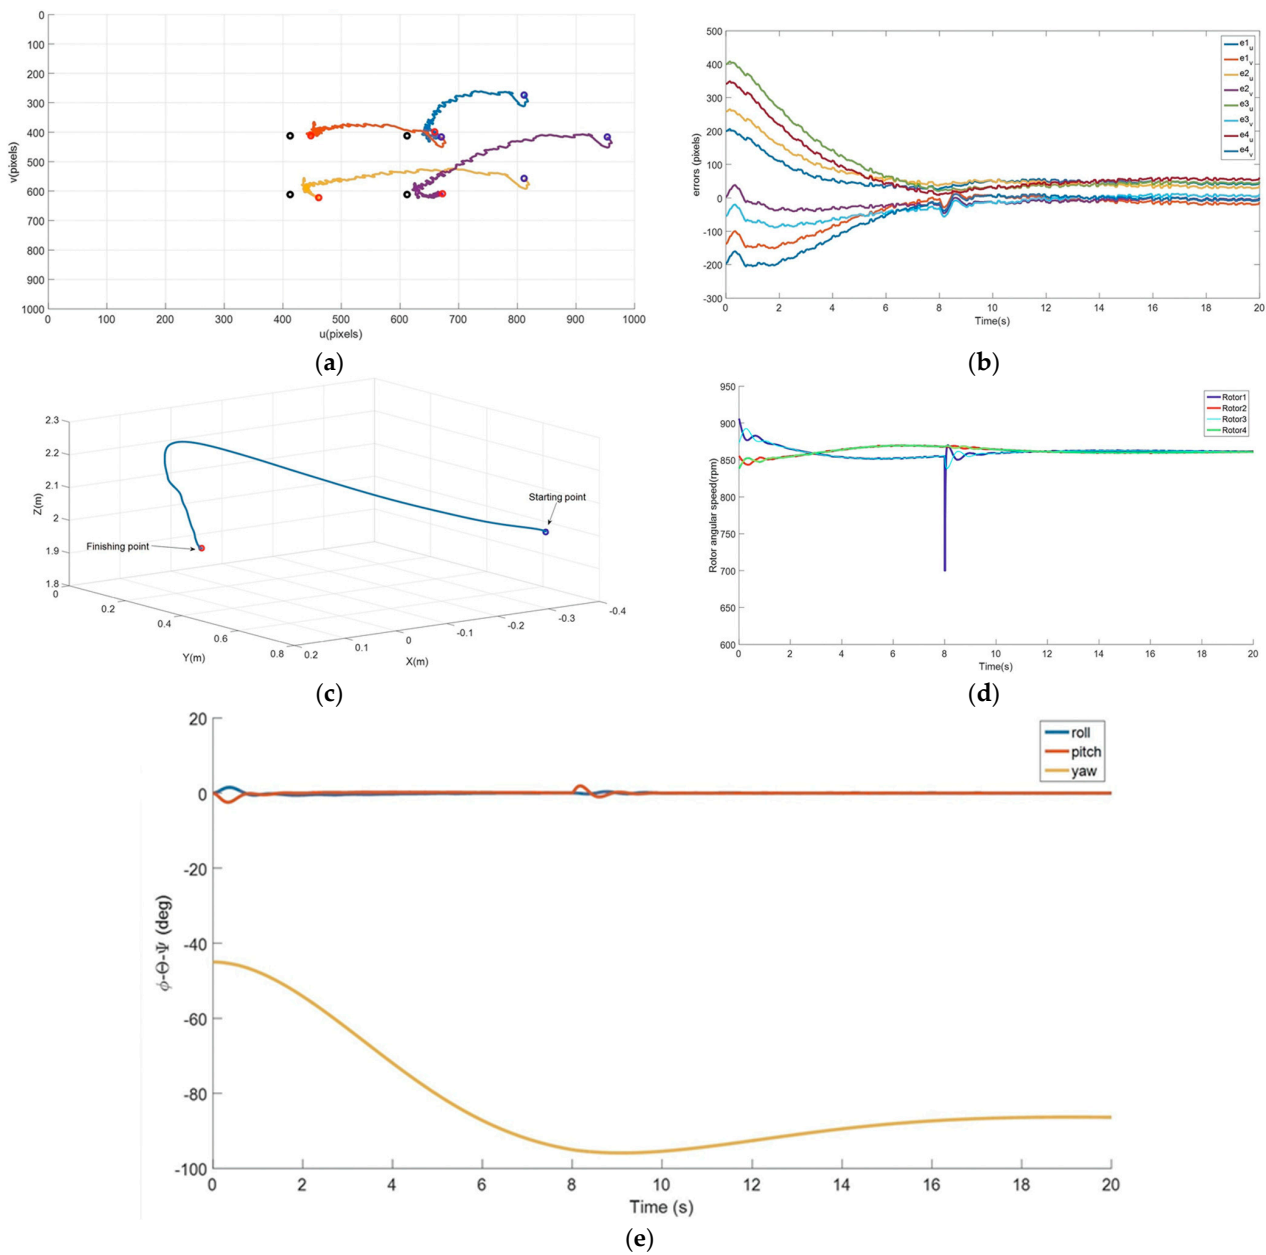 0
100
200
300
400
500
600
700
800
900
1000
v(pixels)
0 100 200 300 400 500 600 700 800 900 1000
u(pixels)
(a)
500
400
300
200
100
0
-100
-200
-300
errors (pixels)
0 2 4 6 8 10 12 14 16 18 20
Time(s)
e1u
e1v
e2u
e2v
e3u
e3v
e4u
e4v
(b)
2.3
2.2
2.1
2
1.9
1.8
Z(m)
0
0.2
0.4
0.6
0.8
Y(m)
0.2
0.1
0
-0.1
-0.2
-0.3
-0.4
X(m)
Starting point
Finishing point
(c)
950
900
850
800
750
700
650
600
Rotor angular speed(rpm)
0 2 4 6 8 10 12 14 16 18 20
Time(s)
Rotor1
Rotor2
Rotor3
Rotor4
(d)
20
0
-20
-40
-60
-80
-100
ϕ-Θ-Ψ (deg)
0 2 4 6 8 10 12 14 16 18 20
Time (s)
roll
pitch
yaw
(e)